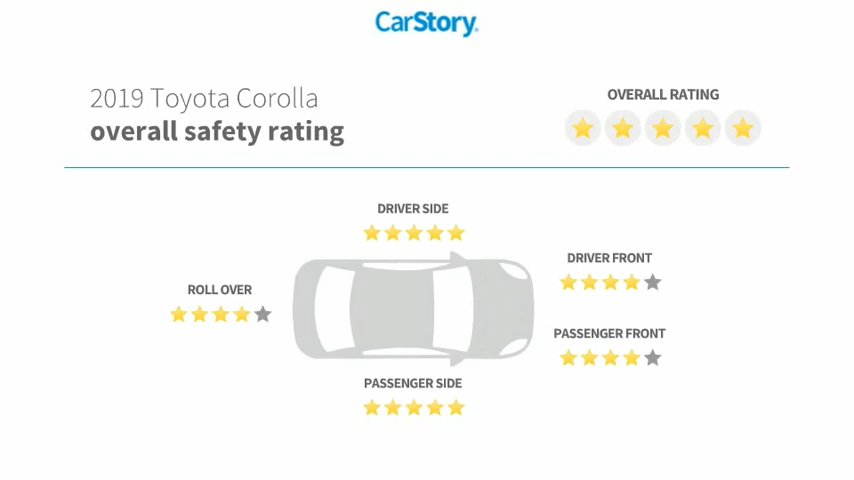 CarStory.
2019 Toyota Corolla
overall safety rating
OVERALL RATING
DRIVER SIDE
DRIVER FRONT
ROLL OVER
PASSENGER FRONT
PASSENGER SIDE